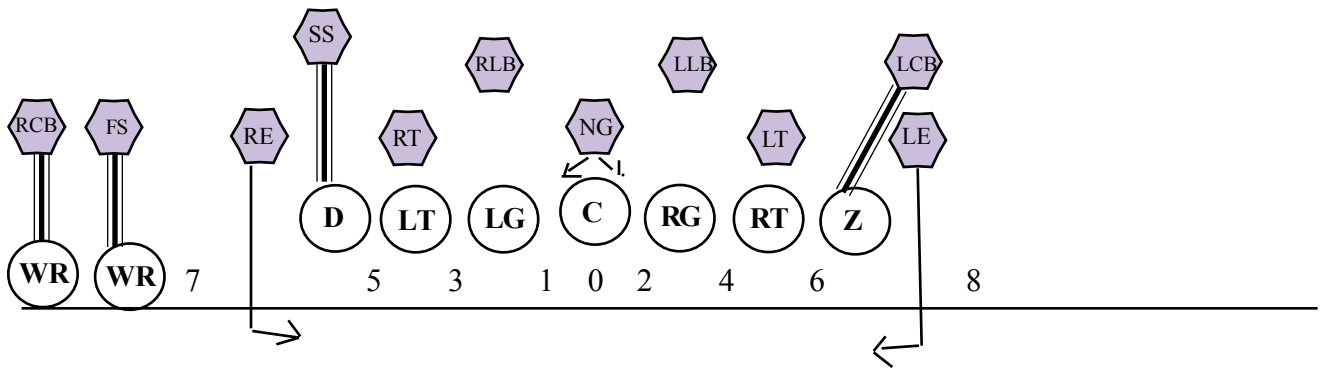 SS
RLB LLB LCB
RCB FS RE RT NG LT LE
D LT LG C RG RT Z
WR WR 7 5 3 1 0 2 4 6 8